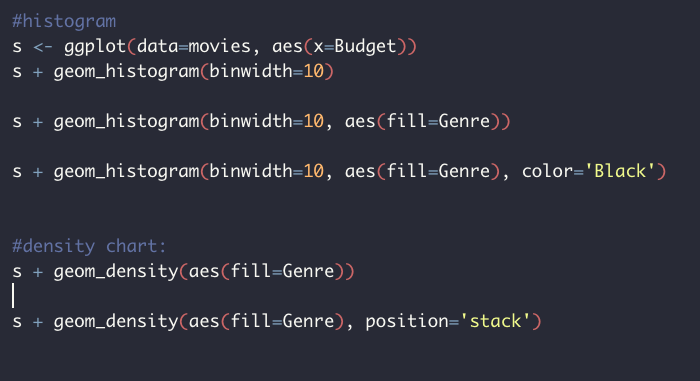 #histogram
s <- ggplot(data=movies, aes(x=Budget))
s + geom_histogram(binwidth=10)
s + geom_histogram(binwidth=10, aes(fill=Genre))
s + geom_histogram(binwidth=10, aes(fill=Genre), color='Black')
#density chart:
s + geom_density(aes(fill=Genre))
s + geom_density(aes(fill=Genre), position='stack')